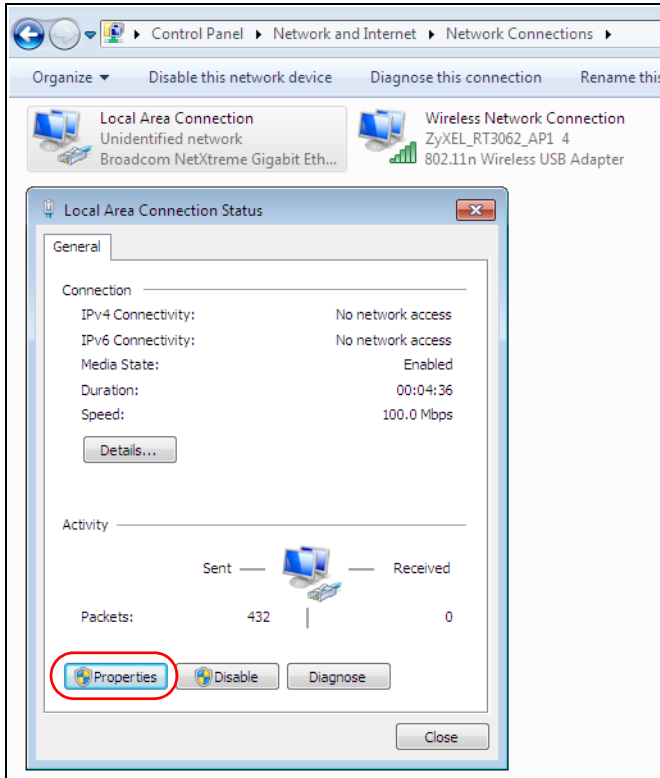 Control Panel ▸ Network and Internet ▸ Network Connections ▸
Organize ▾ Disable this network device Diagnose this connection Rename this
Local Area Connection
Unidentified network
Broadcom NetXtreme Gigabit Eth...
Wireless Network Connection
ZyXEL_RT3062_AP1 4
802.11n Wireless USB Adapter
Local Area Connection Status
General
Connection
IPv4 Connectivity: No network access
IPv6 Connectivity: No network access
Media State: Enabled
Duration: 00:04:36
Speed: 100.0 Mbps
Details...
Activity
Sent — — Received
Packets: 432 | 0
Properties Disable Diagnose
Close